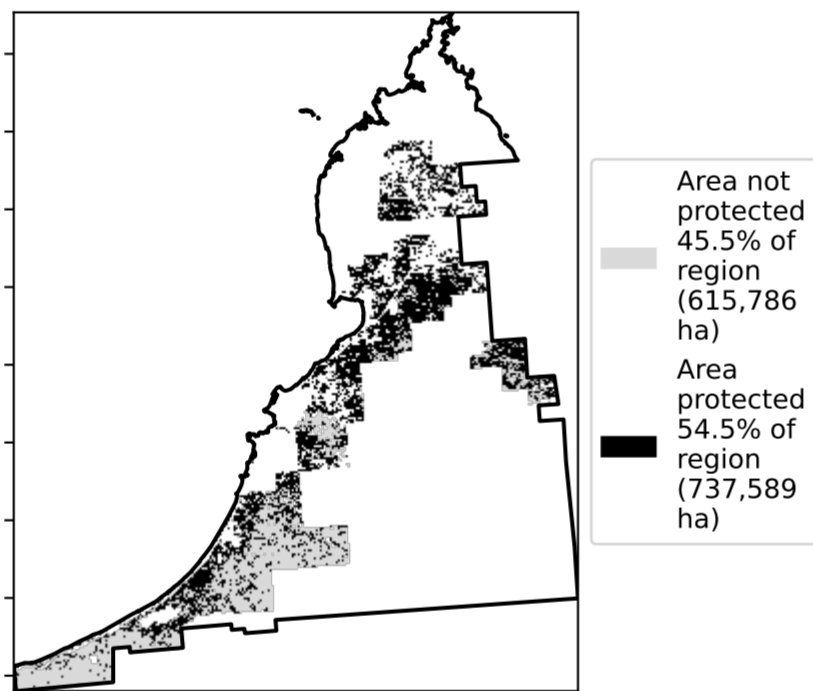 Area not
protected
45.5% of
region
(615,786
ha)
Area
protected
54.5% of
region
(737,589
ha)